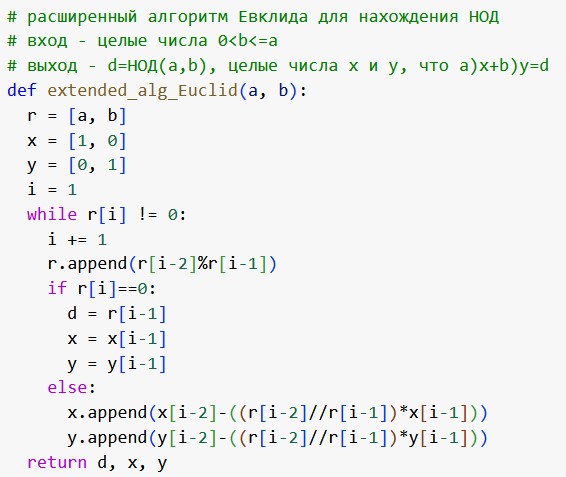 # расширенный алгоритм Евклида для нахождения НОД
# вход - целые числа 0<b<=a
# выход - d=НОД(a,b), целые числа x и y, что a)x+b)y=d
def extended_alg_Euclid(a, b):
  r = [a, b]
  x = [1, 0]
  y = [0, 1]
  i = 1
  while r[i] != 0:
    i += 1
    r.append(r[i-2]%r[i-1])
    if r[i]==0:
      d = r[i-1]
      x = x[i-1]
      y = y[i-1]
    else:
      x.append(x[i-2]-((r[i-2]//r[i-1])*x[i-1]))
      y.append(y[i-2]-((r[i-2]//r[i-1])*y[i-1]))
  return d, x, y